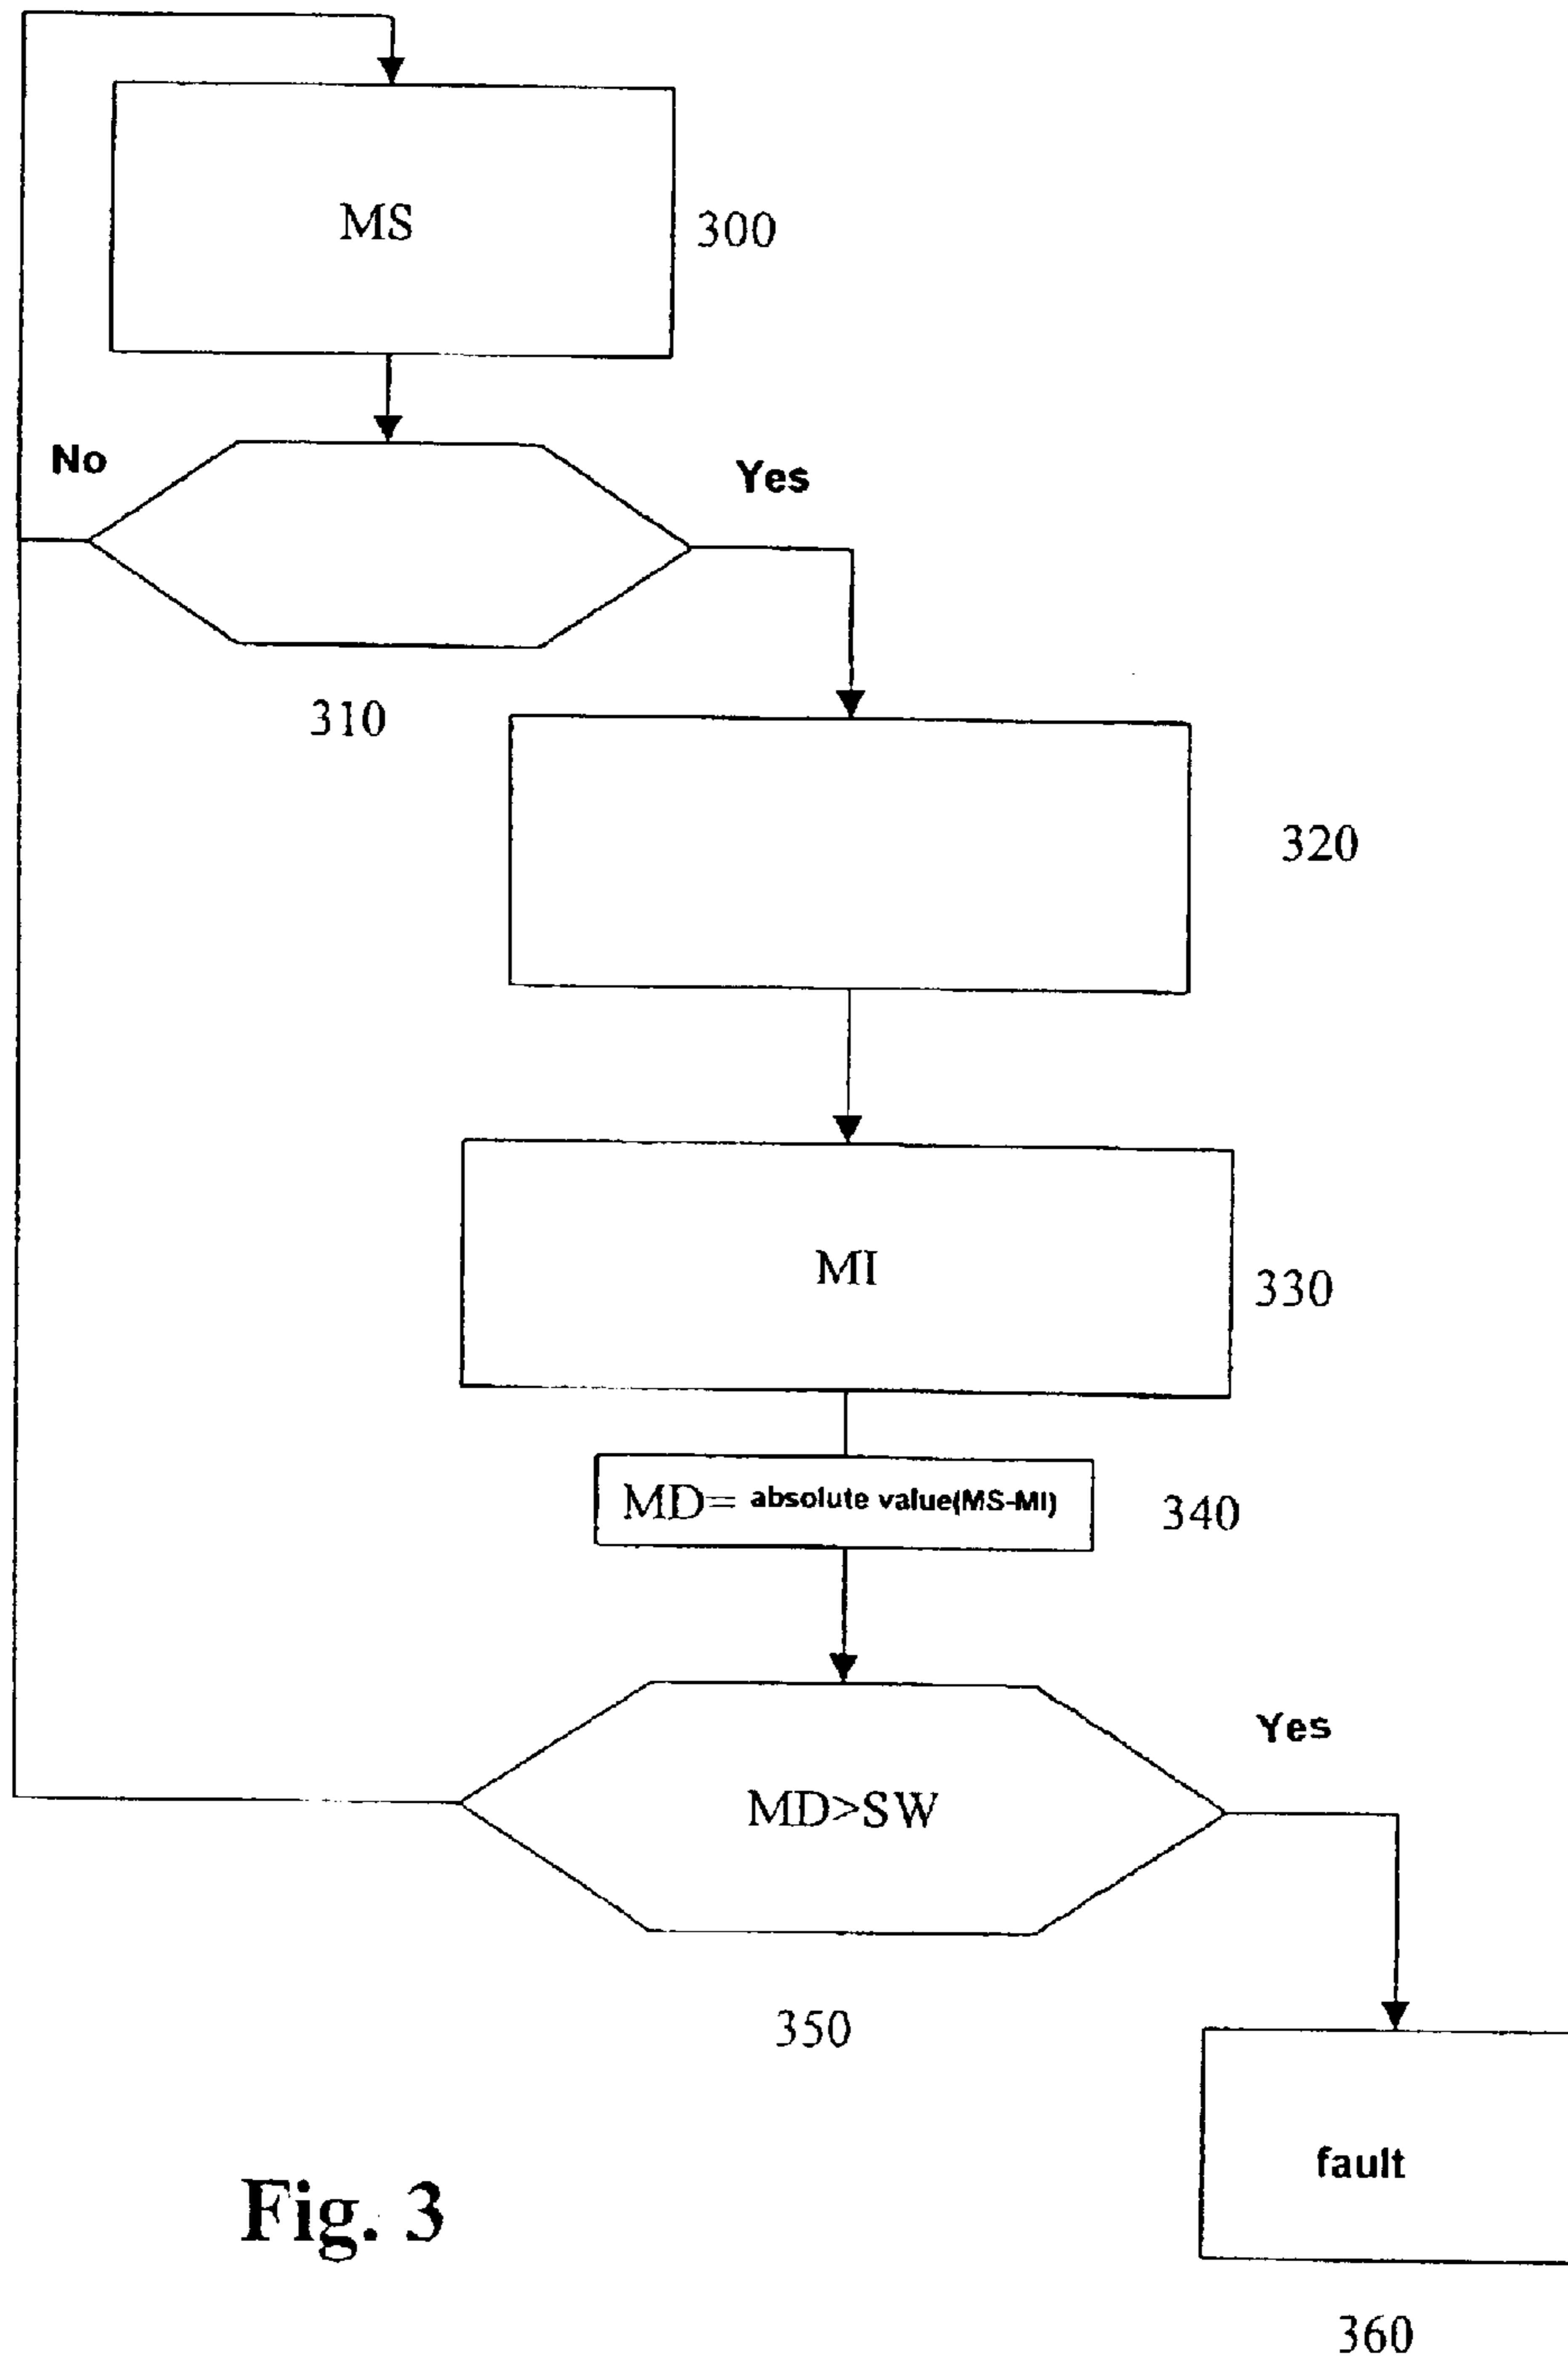 MS
300
No
Yes
310
320
MI
330
MD= absolute value(MS-MI)
340
Yes
MD>SW
350
fault
Fig. 3
360